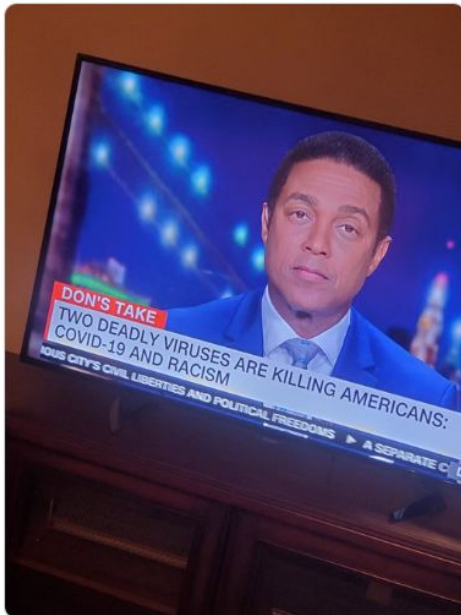 DON'S TAKE
TWO DEADLY VIRUSES ARE KILLING AMERICANS:
COVID-19 AND RACISM
IOUS CITY'S CIVIL LIBERTIES AND POLITICAL FREEDOMS ▶ A SEPARATE C